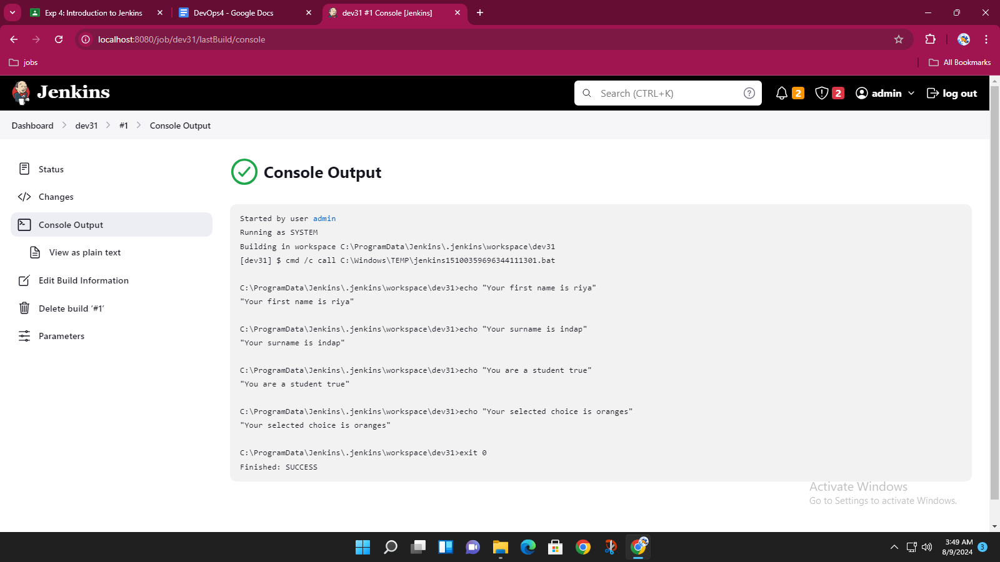 Exp 4: Introduction to Jenkins
DevOps4 - Google Docs
dev31 #1 Console [Jenkins]
localhost:8080/job/dev31/lastBuild/console
jobs
All Bookmarks
Jenkins
Search (CTRL+K)
2
2
admin
log out
Dashboard
dev31
#1
Console Output
Status
Changes
Console Output
View as plain text
Edit Build Information
Delete build ‘#1’
Parameters
Console Output
Started by user admin
Running as SYSTEM
Building in workspace C:\ProgramData\Jenkins\.jenkins\workspace\dev31
[dev31] $ cmd /c call C:\Windows\TEMP\jenkins15100359696344111301.bat
C:\ProgramData\Jenkins\.jenkins\workspace\dev31>echo "Your first name is riya"
"Your first name is riya"
C:\ProgramData\Jenkins\.jenkins\workspace\dev31>echo "Your surname is indap"
"Your surname is indap"
C:\ProgramData\Jenkins\.jenkins\workspace\dev31>echo "You are a student true"
"You are a student true"
C:\ProgramData\Jenkins\.jenkins\workspace\dev31>echo "Your selected choice is oranges"
"Your selected choice is oranges"
C:\ProgramData\Jenkins\.jenkins\workspace\dev31>exit 0
Finished: SUCCESS
Activate Windows
Go to Settings to activate Windows.
3:49 AM
8/9/2024
3